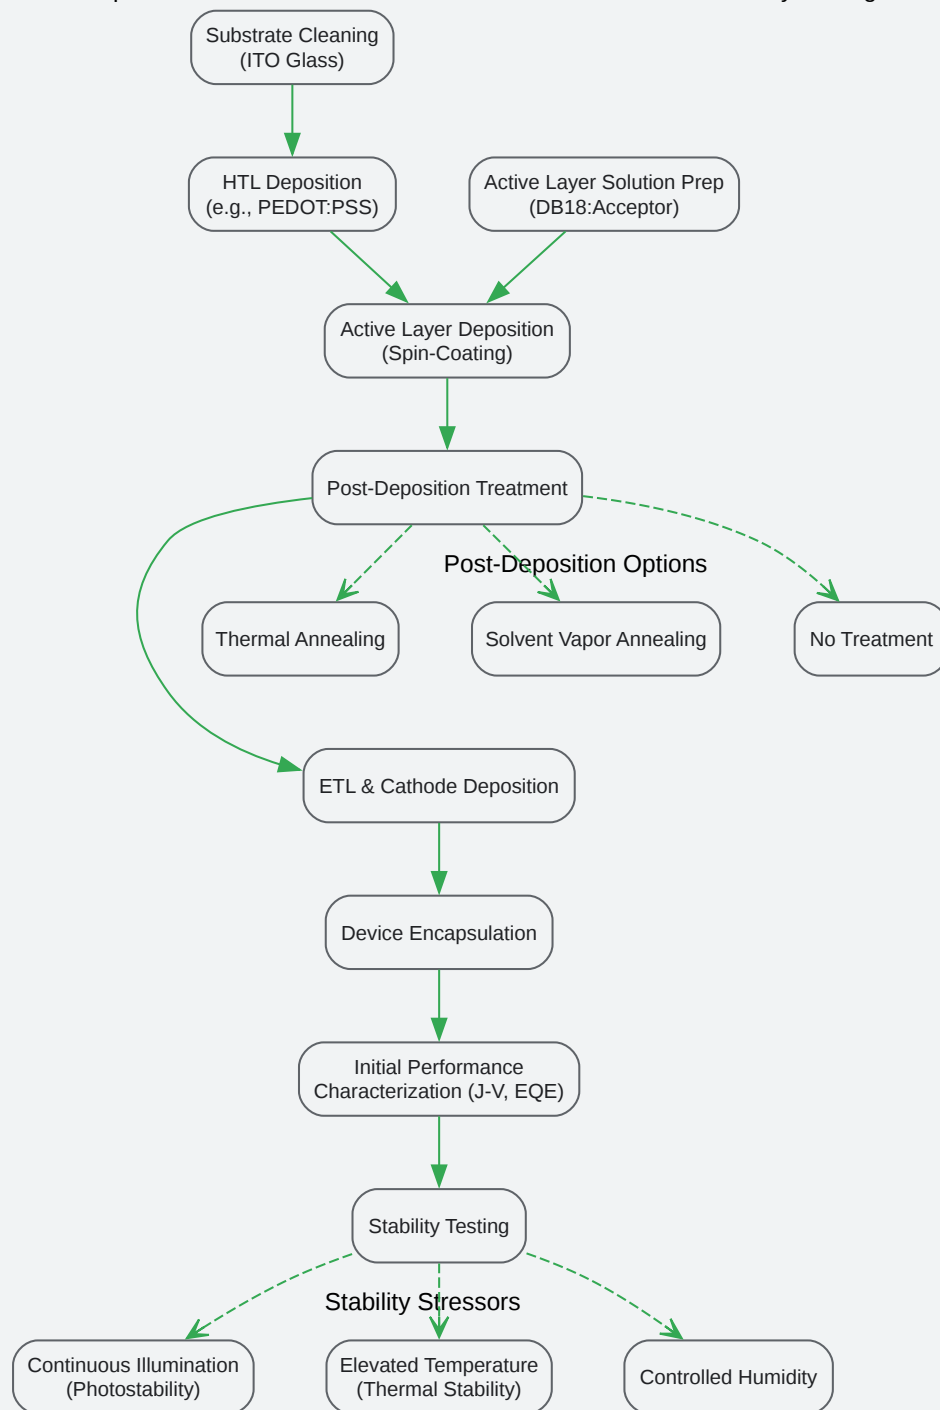 Substrate Cleaning
(ITO Glass)
HTL Deposition
(e.g., PEDOT:PSS)
Active Layer Solution Prep
(DB18:Acceptor)
Active Layer Deposition
(Spin-Coating)
Post-Deposition Treatment
Post-Deposition Options
Thermal Annealing
Solvent Vapor Annealing
No Treatment
ETL & Cathode Deposition
Device Encapsulation
Initial Performance
Characterization (J-V, EQE)
Stability Testing
Stability Stressors
Continuous Illumination
(Photostability)
Elevated Temperature
(Thermal Stability)
Controlled Humidity